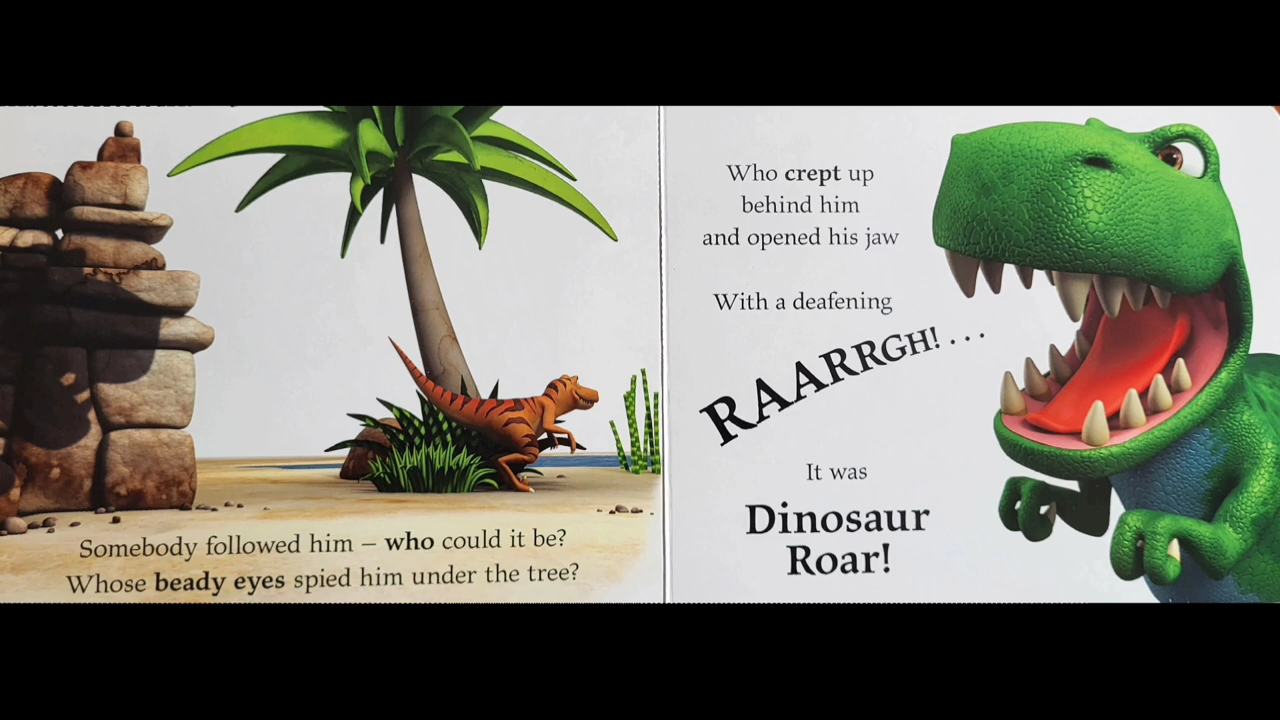 Somebody followed him – who could it be?
Whose beady eyes spied him under the tree?
Who crept up
behind him
and opened his jaw
With a deafening
RAARRGH! . . .
It was
Dinosaur
Roar!